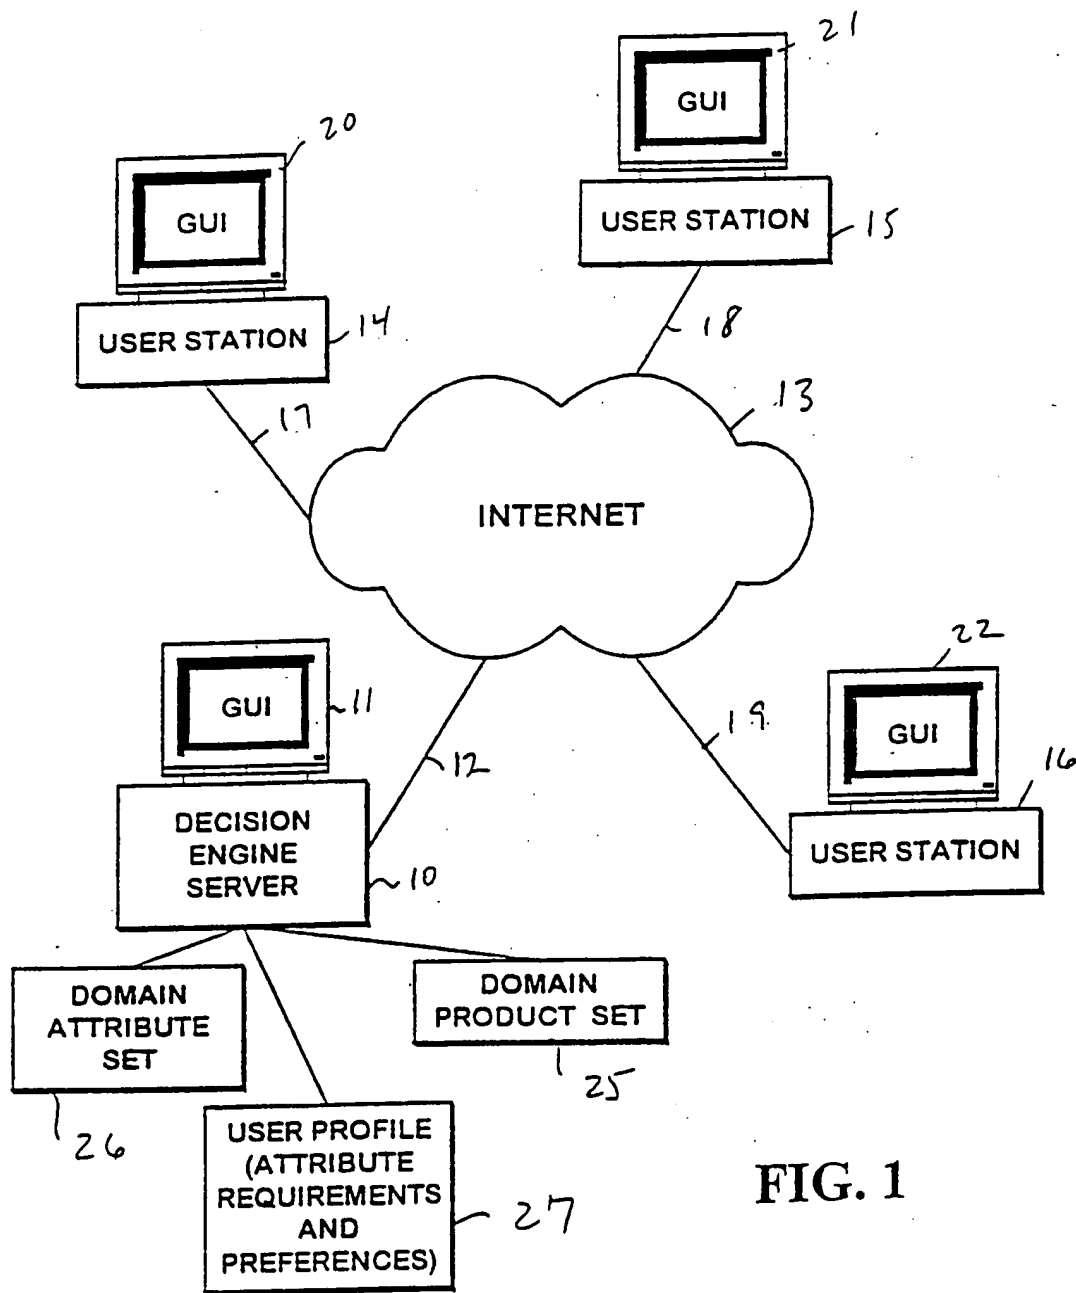 21
GUI
20
USER STATION
15
GUI
18
USER STATION
14
13
17
INTERNET
22
GUI
11
19
GUI
12
16
DECISION
ENGINE
SERVER
10
USER STATION
DOMAIN
ATTRIBUTE
SET
DOMAIN
PRODUCT SET
25
26
USER PROFILE
(ATTRIBUTE
REQUIREMENTS
AND
PREFERENCES)
27
FIG. 1